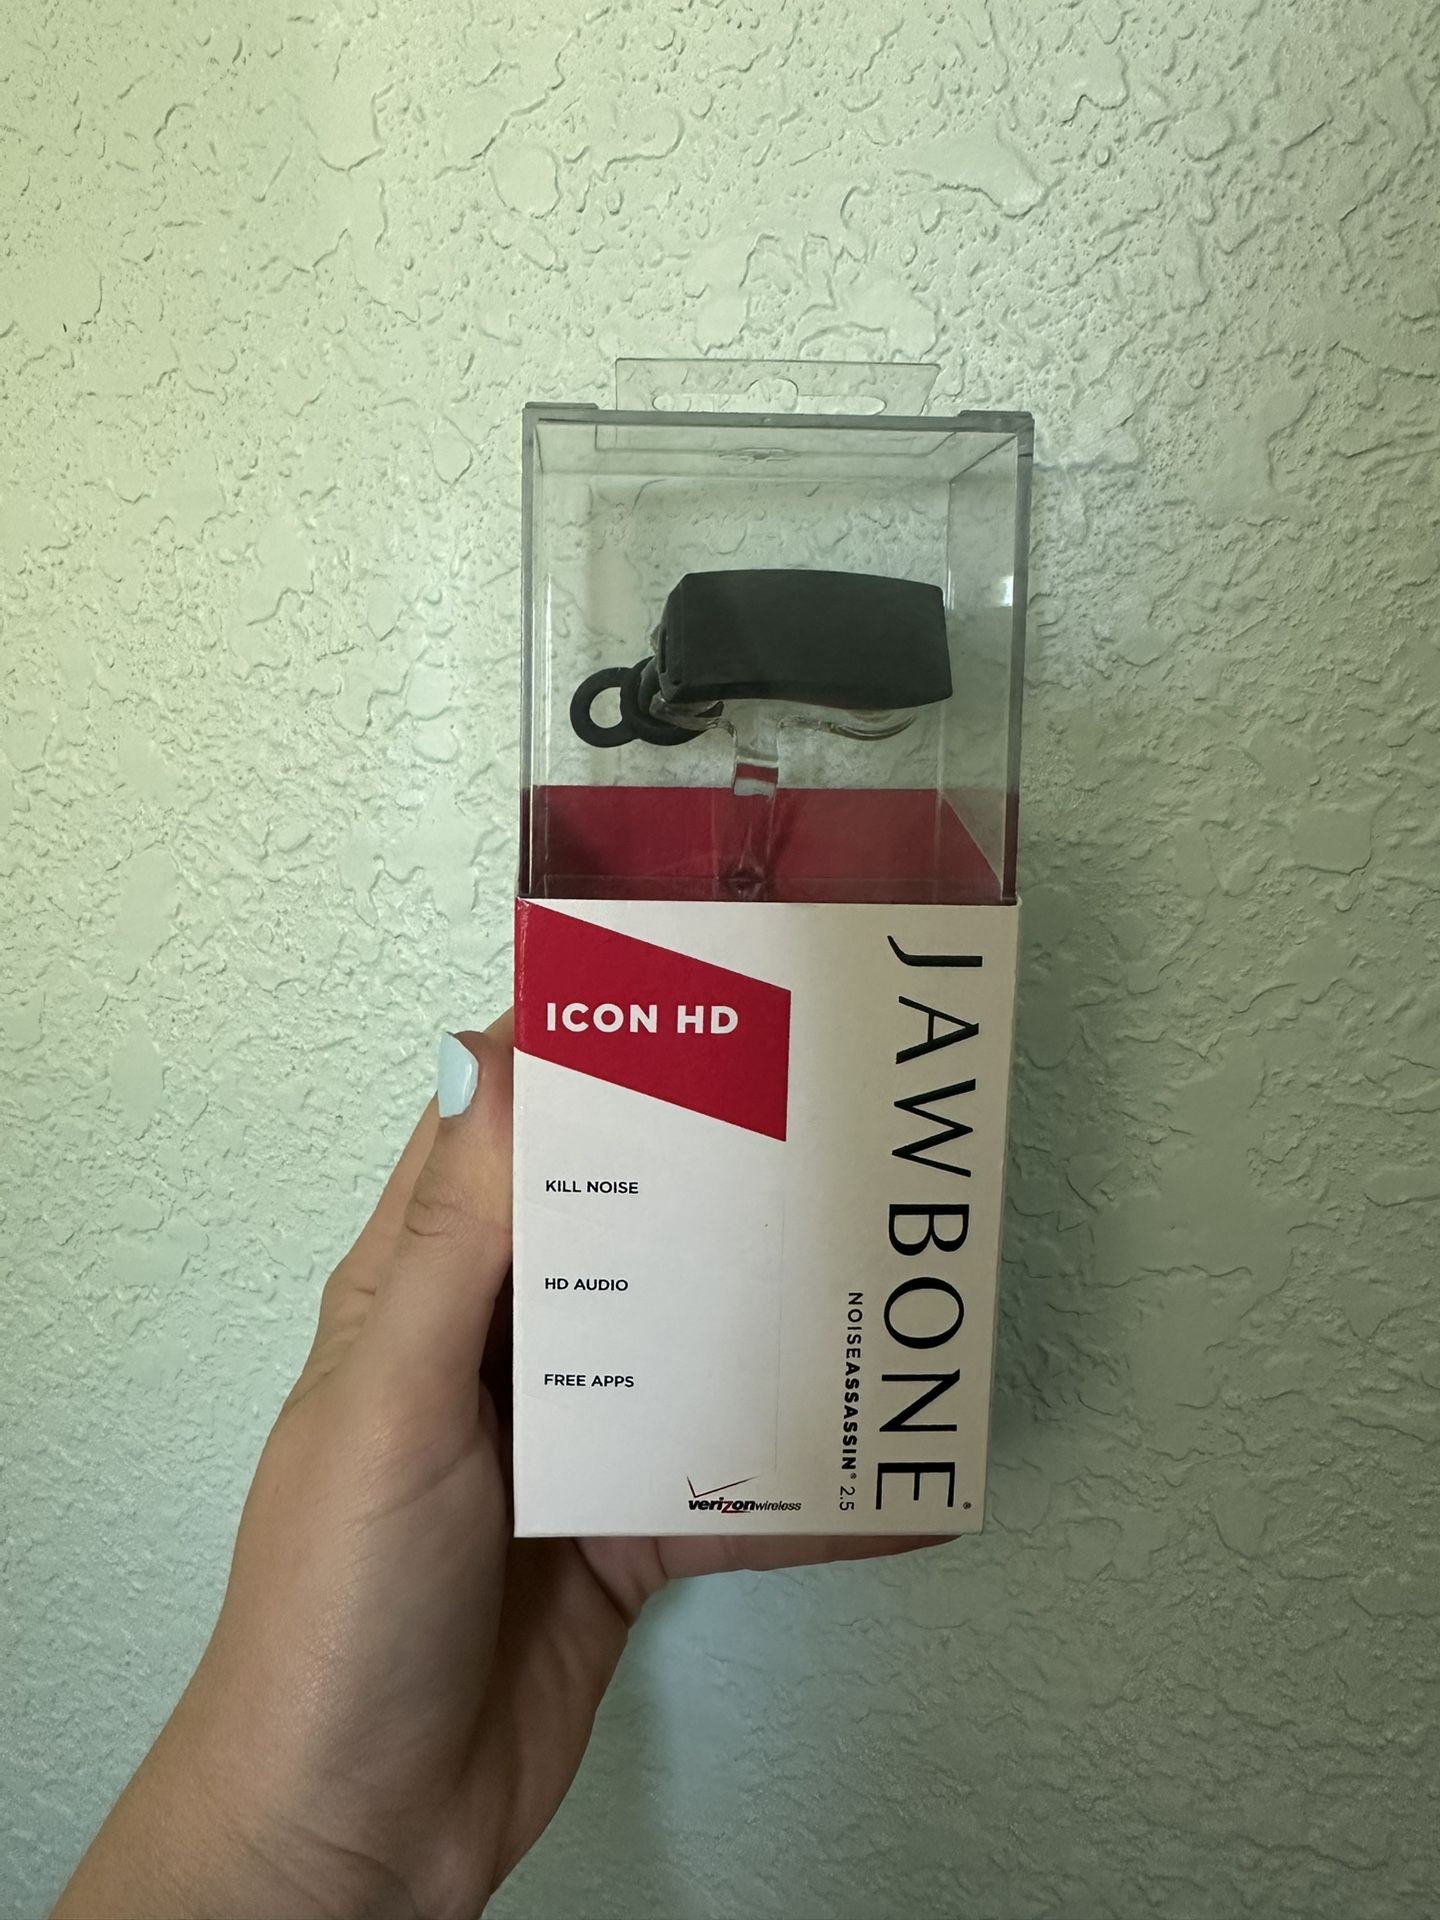 ICON HD
KILL NOISE
HD AUDIO
FREE APPS
verizonwireless
JAWBONE®
NOISEASSASSIN® 2.5